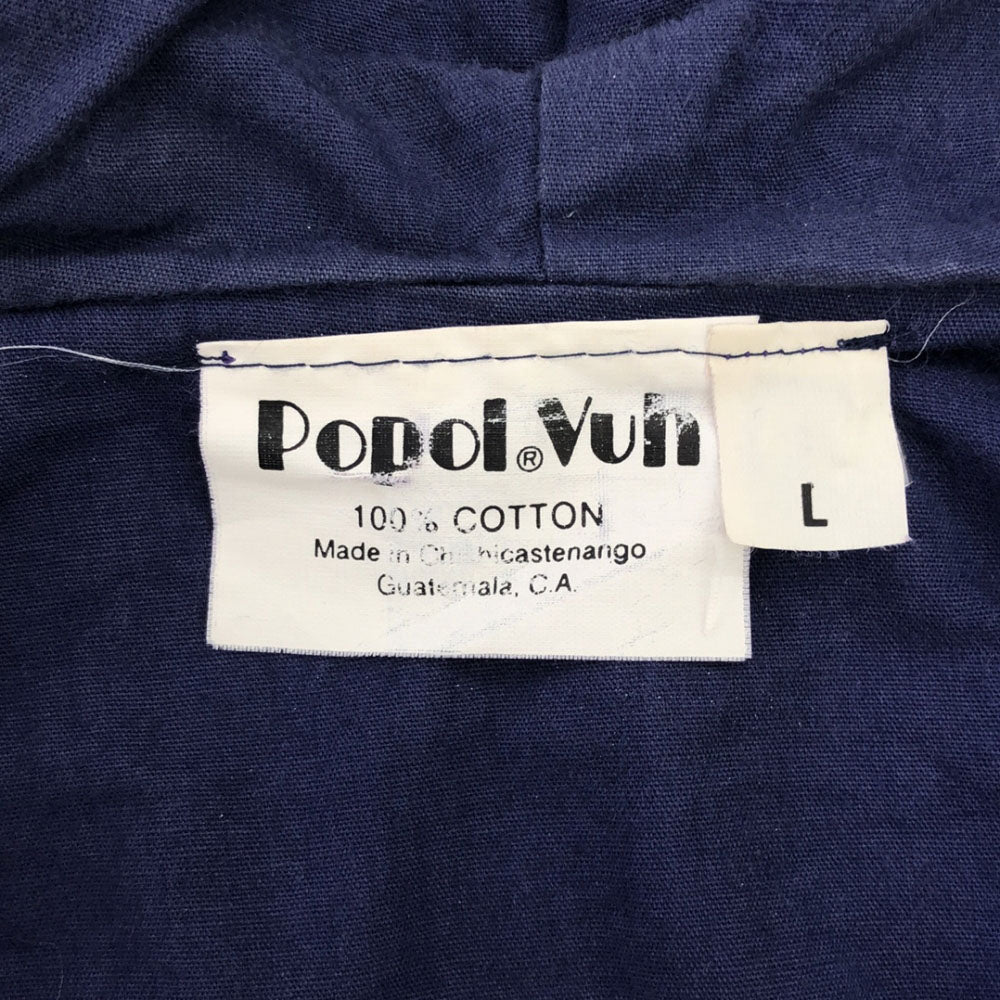 Popol Vuh®
100% COTTON
Made in Chichicastenango
Guatemala, C.A.
L